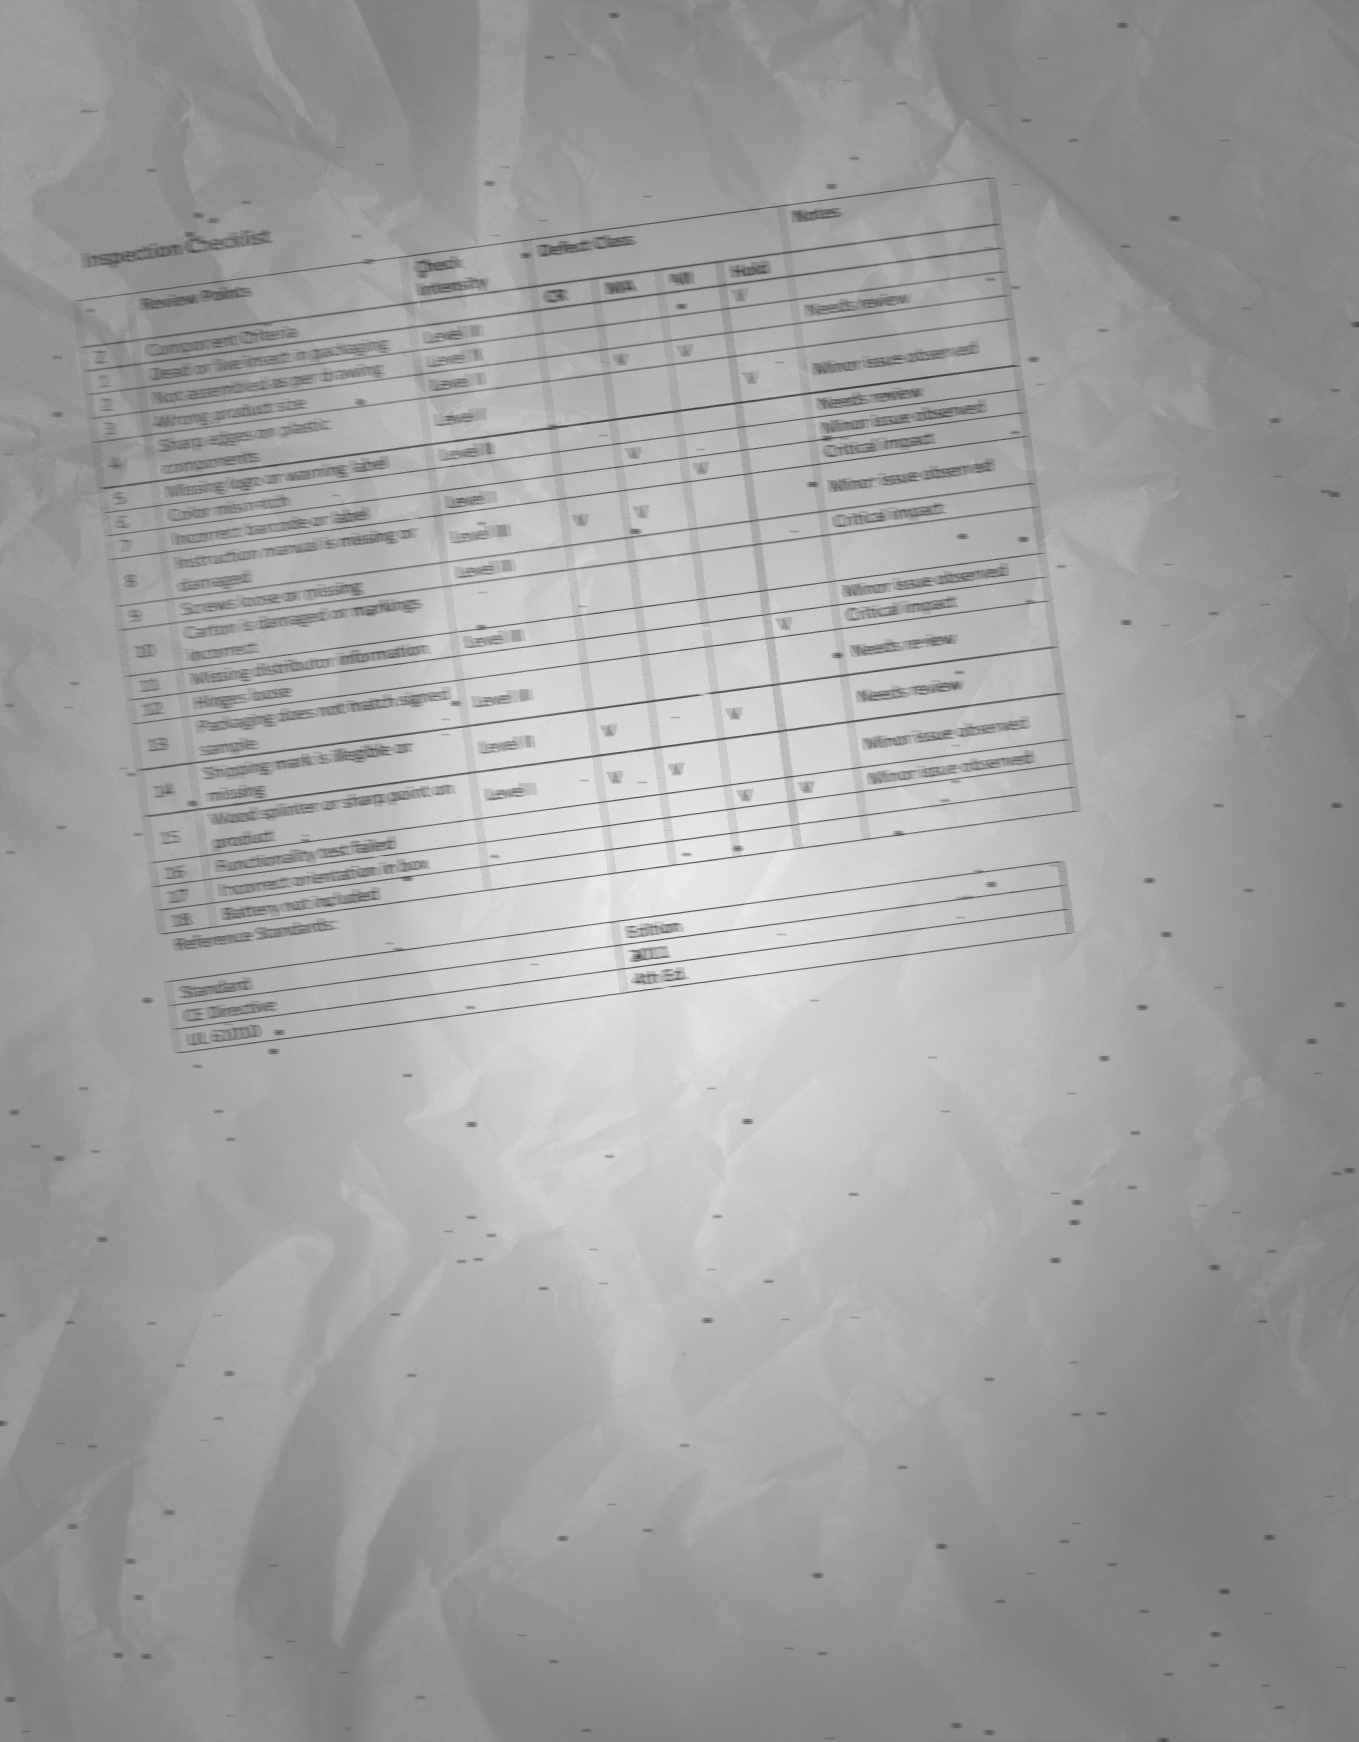 Inspection Checklist
Review Points Check Intensity Defect Class Notes
CR MA MI Hold
Component Criteria
1 Dead or live insect in packaging Level III
2 Not assembled as per drawing Level II Needs review
3 Wrong product size Level II
4 Sharp edges on plastic components Level I Minor issue observed
5 Missing logo or warning label Level II Needs review
6 Color mismatch Minor issue observed
7 Incorrect barcode or label Level I Critical impact
8 Instruction manual is missing or damaged Level III Minor issue observed
9 Screws loose or missing Level II Critical impact
10 Carton is damaged or markings incorrect
11 Missing distributor information Level III Minor issue observed
12 Hinges loose Critical impact
13 Packaging does not match signed sample Level II Needs review
14 Shipping mark is illegible or missing Level II Needs review
15 Wood splinter or sharp point on product Level I Minor issue observed
16 Functionality test failed Minor issue observed
17 Incorrect orientation in box
18 Battery not included
Reference Standards:
Standard Edition
CE Directive
UL 4th Ed.